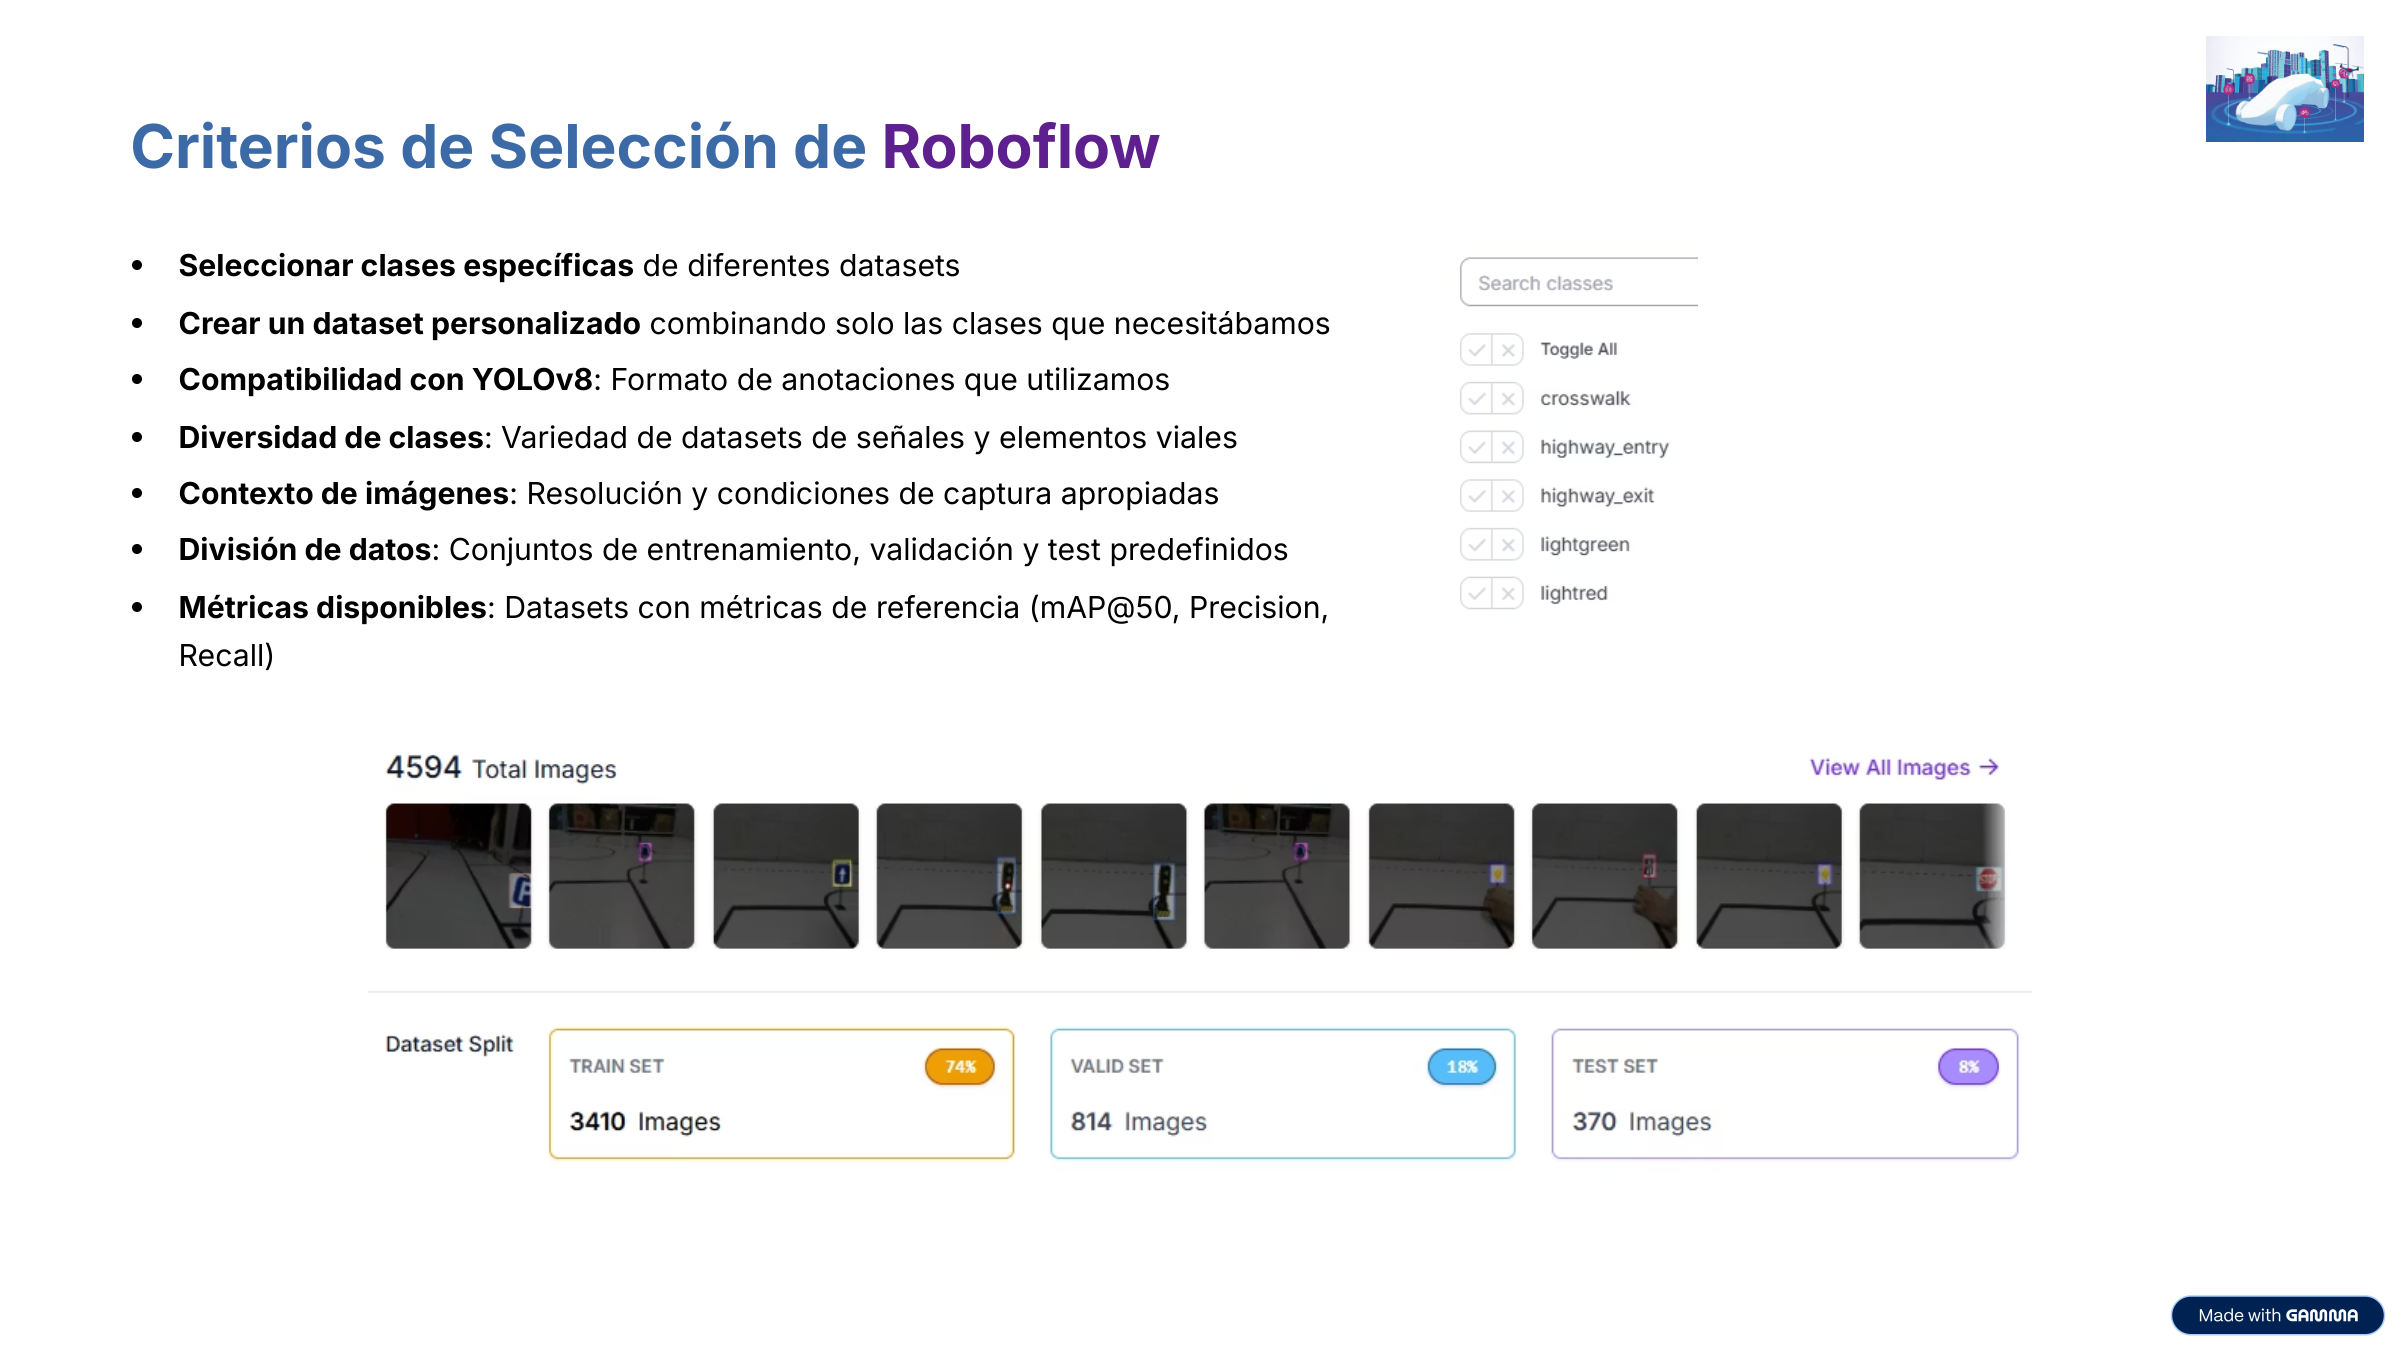 Criterios de Selección de Roboflow
• Seleccionar clases específicas de diferentes datasets
• Crear un dataset personalizado combinando solo las clases que necesitábamos
• Compatibilidad con YOLOv8: Formato de anotaciones que utilizamos
• Diversidad de clases: Variedad de datasets de señales y elementos viales
• Contexto de imágenes: Resolución y condiciones de captura apropiadas
• División de datos: Conjuntos de entrenamiento, validación y test predefinidos
• Métricas disponibles: Datasets con métricas de referencia (mAP@50, Precision,
Recall)
Search classes
Toggle All
crosswalk
highway_entry
highway_exit
lightgreen
lightred
4594 Total Images
View All Images →
Dataset Split
TRAIN SET 74%
3410 Images
VALID SET 18%
814 Images
TEST SET 8%
370 Images
Made with GAMMA